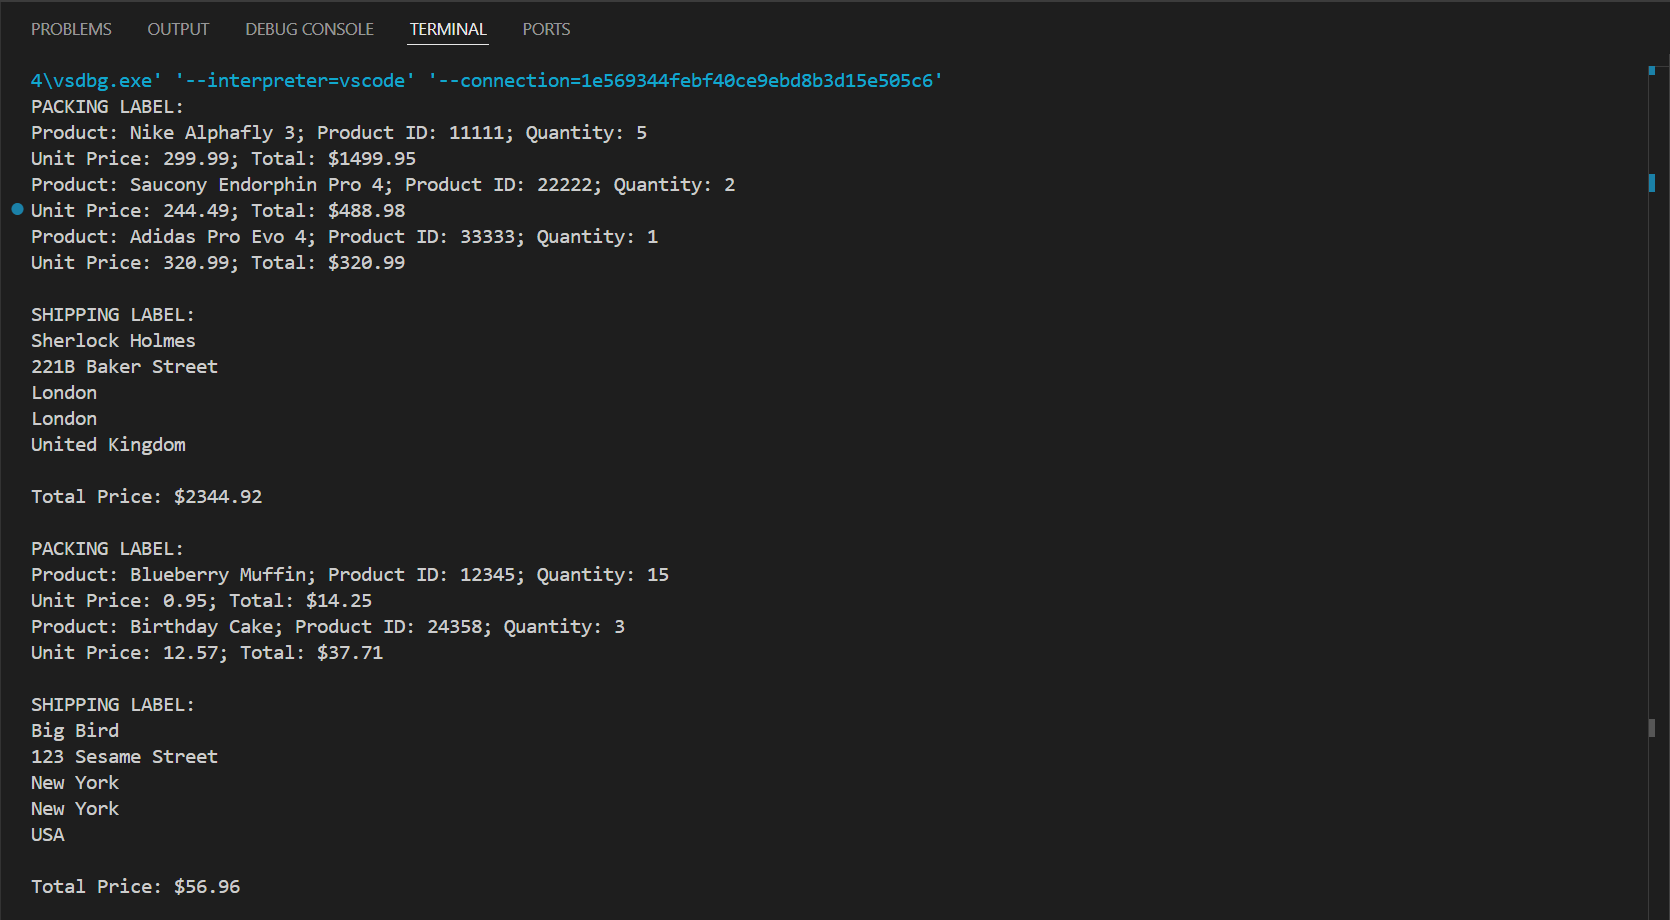 PROBLEMS OUTPUT DEBUG CONSOLE TERMINAL PORTS
4\vsdbg.exe' '--interpreter=vscode' '--connection=1e569344febf40ce9ebd8b3d15e505c6'
PACKING LABEL:
Product: Nike Alphafly 3; Product ID: 11111; Quantity: 5
Unit Price: 299.99; Total: $1499.95
Product: Saucony Endorphin Pro 4; Product ID: 22222; Quantity: 2
Unit Price: 244.49; Total: $488.98
Product: Adidas Pro Evo 4; Product ID: 33333; Quantity: 1
Unit Price: 320.99; Total: $320.99
SHIPPING LABEL:
Sherlock Holmes
221B Baker Street
London
London
United Kingdom
Total Price: $2344.92
PACKING LABEL:
Product: Blueberry Muffin; Product ID: 12345; Quantity: 15
Unit Price: 0.95; Total: $14.25
Product: Birthday Cake; Product ID: 24358; Quantity: 3
Unit Price: 12.57; Total: $37.71
SHIPPING LABEL:
Big Bird
123 Sesame Street
New York
New York
USA
Total Price: $56.96